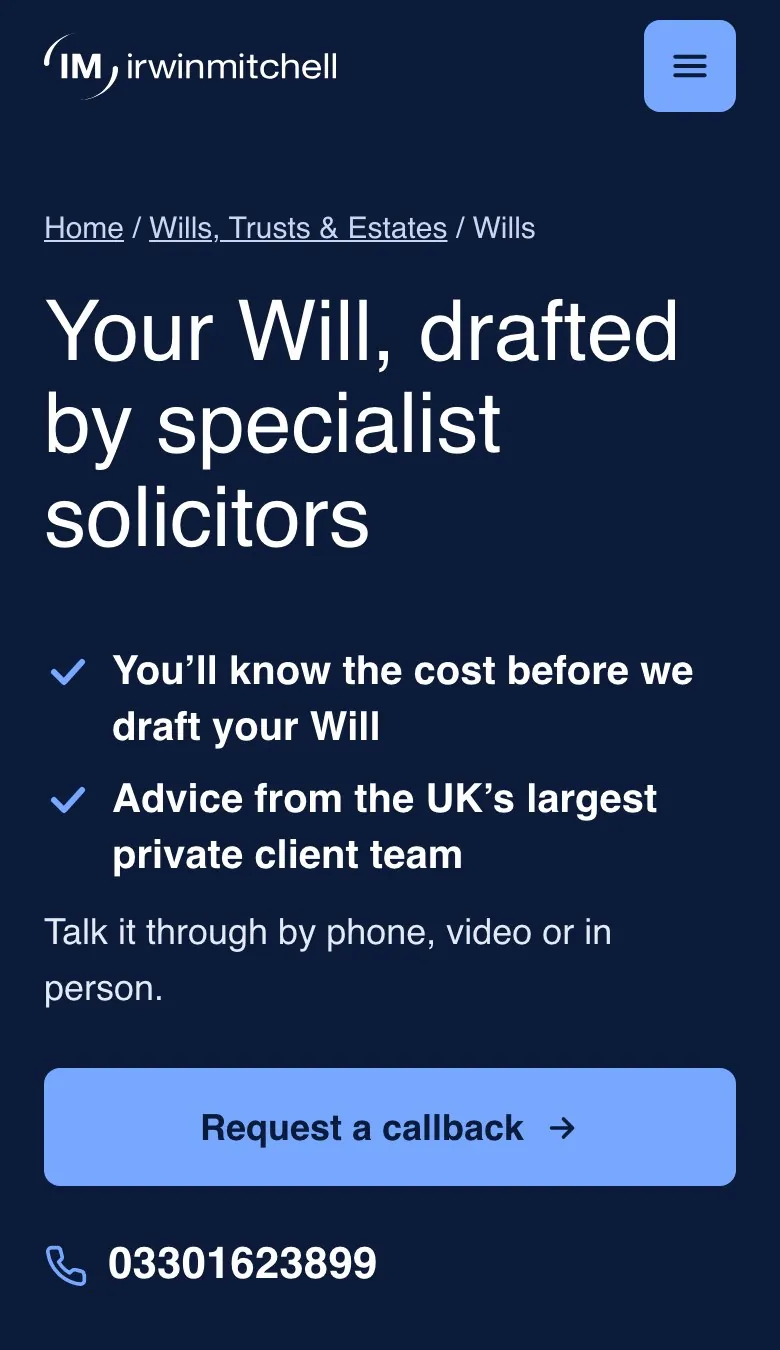 IM irwinmitchell
Home / Wills, Trusts & Estates / Wills
Your Will, drafted
by specialist
solicitors
You’ll know the cost before we
draft your Will
Advice from the UK’s largest
private client team
Talk it through by phone, video or in
person.
Request a callback →
03301623899